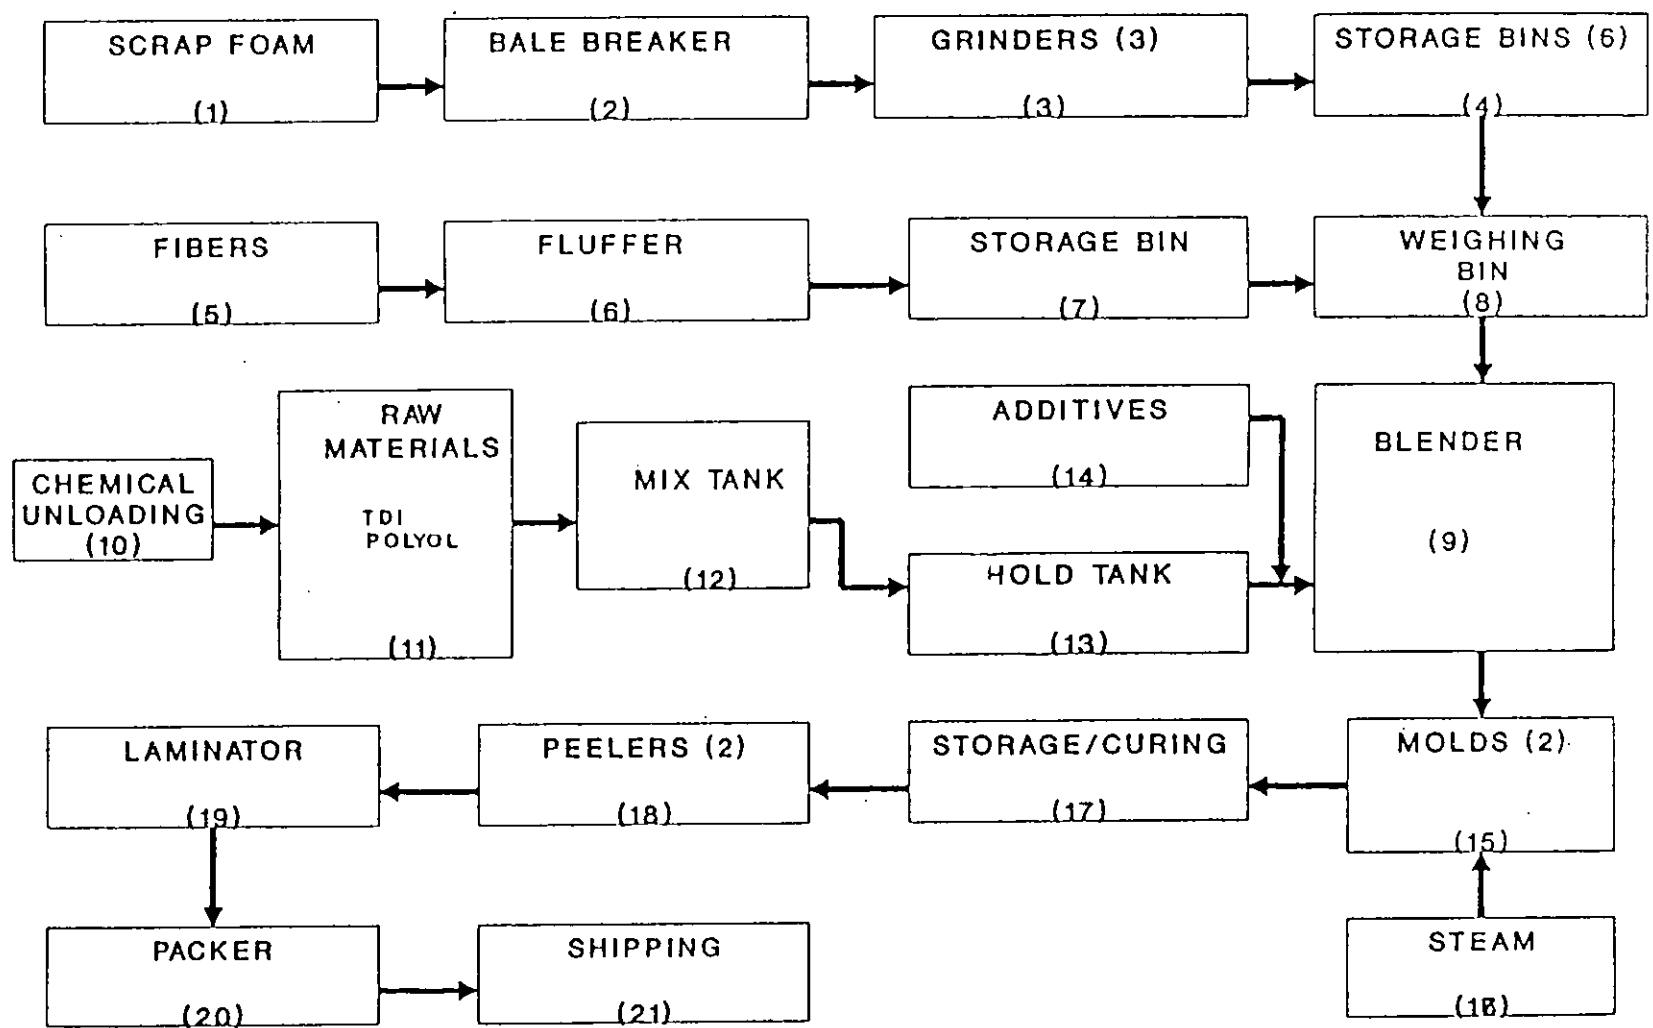 SCRAP FOAM
(1)
BALE BREAKER
(2)
GRINDERS (3)
(3)
STORAGE BINS (6)
(4)
FIBERS
(5)
FLUFFER
(6)
STORAGE BIN
(7)
WEIGHING
BIN
(8)
CHEMICAL
UNLOADING
(10)
RAW
MATERIALS
TDI
POLYOL
(11)
MIX TANK
(12)
ADDITIVES
(14)
HOLD TANK
(13)
BLENDER
(9)
LAMINATOR
(19)
PEELERS (2)
(18)
STORAGE/CURING
(17)
MOLDS (2)
(15)
PACKER
(20)
SHIPPING
(21)
STEAM
(16)